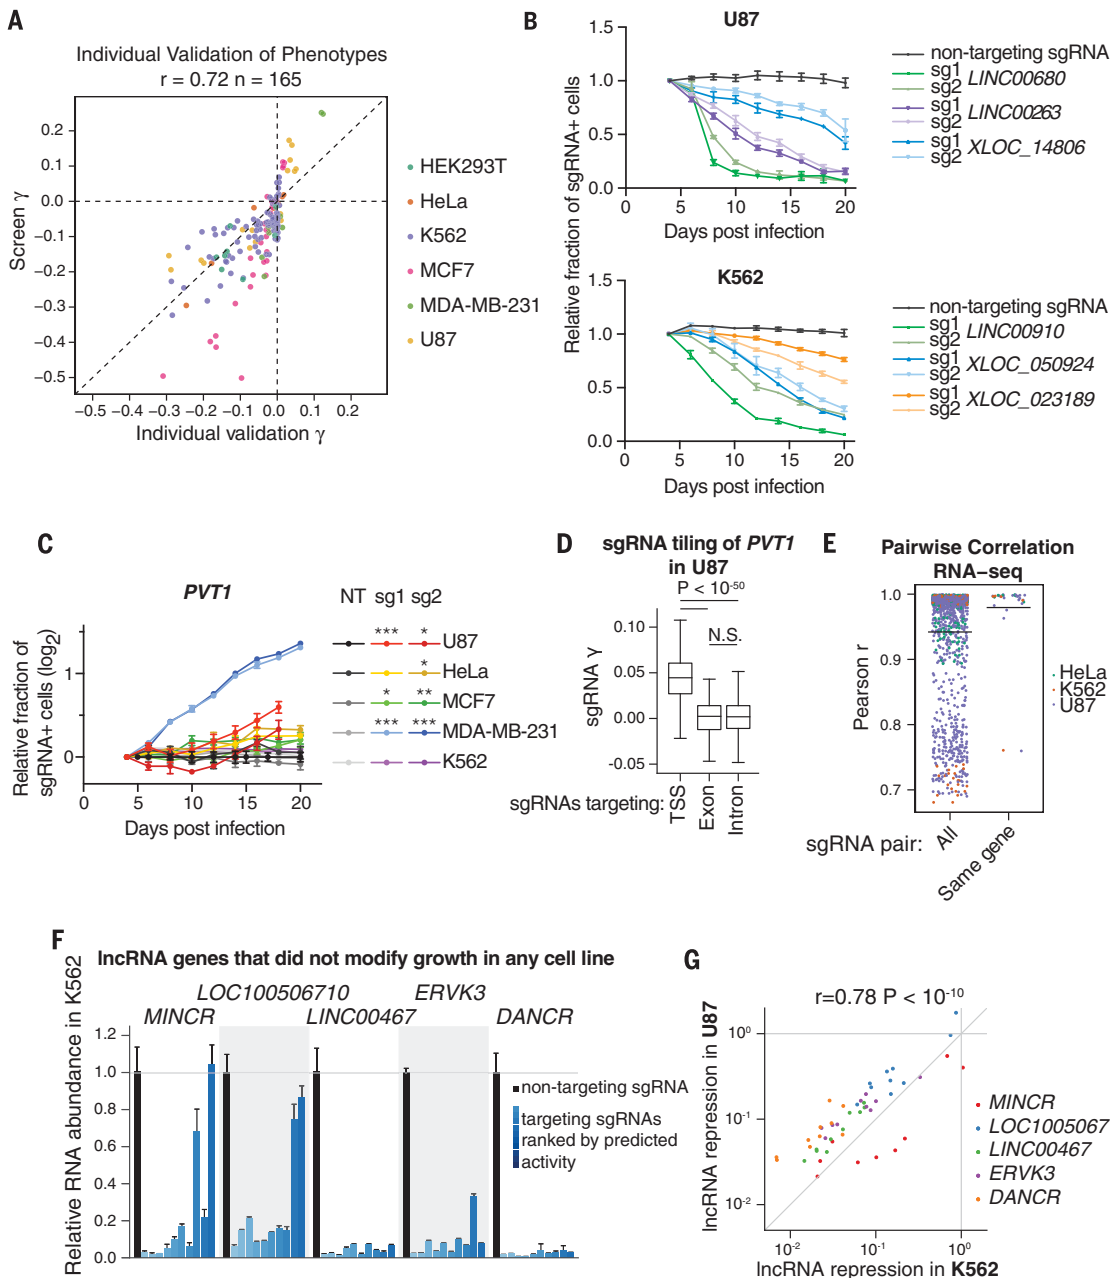 A
Individual Validation of Phenotypes
r = 0.72 n = 165
Screen γ
0.2
0.1
0.0
−0.1
−0.2
−0.3
−0.4
−0.5
−0.5 −0.4 −0.3 −0.2 −0.1 0.0 0.1 0.2
Individual validation γ
HEK293T
HeLa
K562
MCF7
MDA-MB-231
U87
B
U87
Relative fraction of sgRNA+ cells
1.5
1.0
0.5
0.0
0 5 10 15 20
Days post infection
non-targeting sgRNA
sg1
sg2
LINC00680
sg1
sg2
LINC00263
sg1
sg2
XLOC_14806
K562
1.5
1.0
0.5
0.0
0 5 10 15 20
Days post infection
non-targeting sgRNA
sg1
sg2
LINC00910
sg1
sg2
XLOC_050924
sg1
sg2
XLOC_023189
C
PVT1
Relative fraction of
sgRNA+ cells (log2)
1
0
0 5 10 15 20
Days post infection
NT sg1 sg2
*** * U87
* HeLa
* ** MCF7
*** *** MDA-MB-231
K562
D
sgRNA tiling of PVT1
in U87
P < 10-50
N.S.
sgRNA γ
0.10
0.05
0.00
-0.05
sgRNAs targeting:
TSS
Exon
Intron
E
Pairwise Correlation
RNA−seq
Pearson r
1.0
0.9
0.8
0.7
HeLa
K562
U87
sgRNA pair:
All
Same gene
F
lncRNA genes that did not modify growth in any cell line
LOC100506710 ERVK3
MINCR LINC00467 DANCR
Relative RNA abundance in K562
1.2
1.0
0.8
0.6
0.4
0.2
0.0
non-targeting sgRNA
targeting sgRNAs
ranked by predicted
activity
G
r=0.78 P < 10-10
lncRNA repression in U87
100
10-1
10-2
10-2 10-1 100
lncRNA repression in K562
MINCR
LOC1005067
LINC00467
ERVK3
DANCR